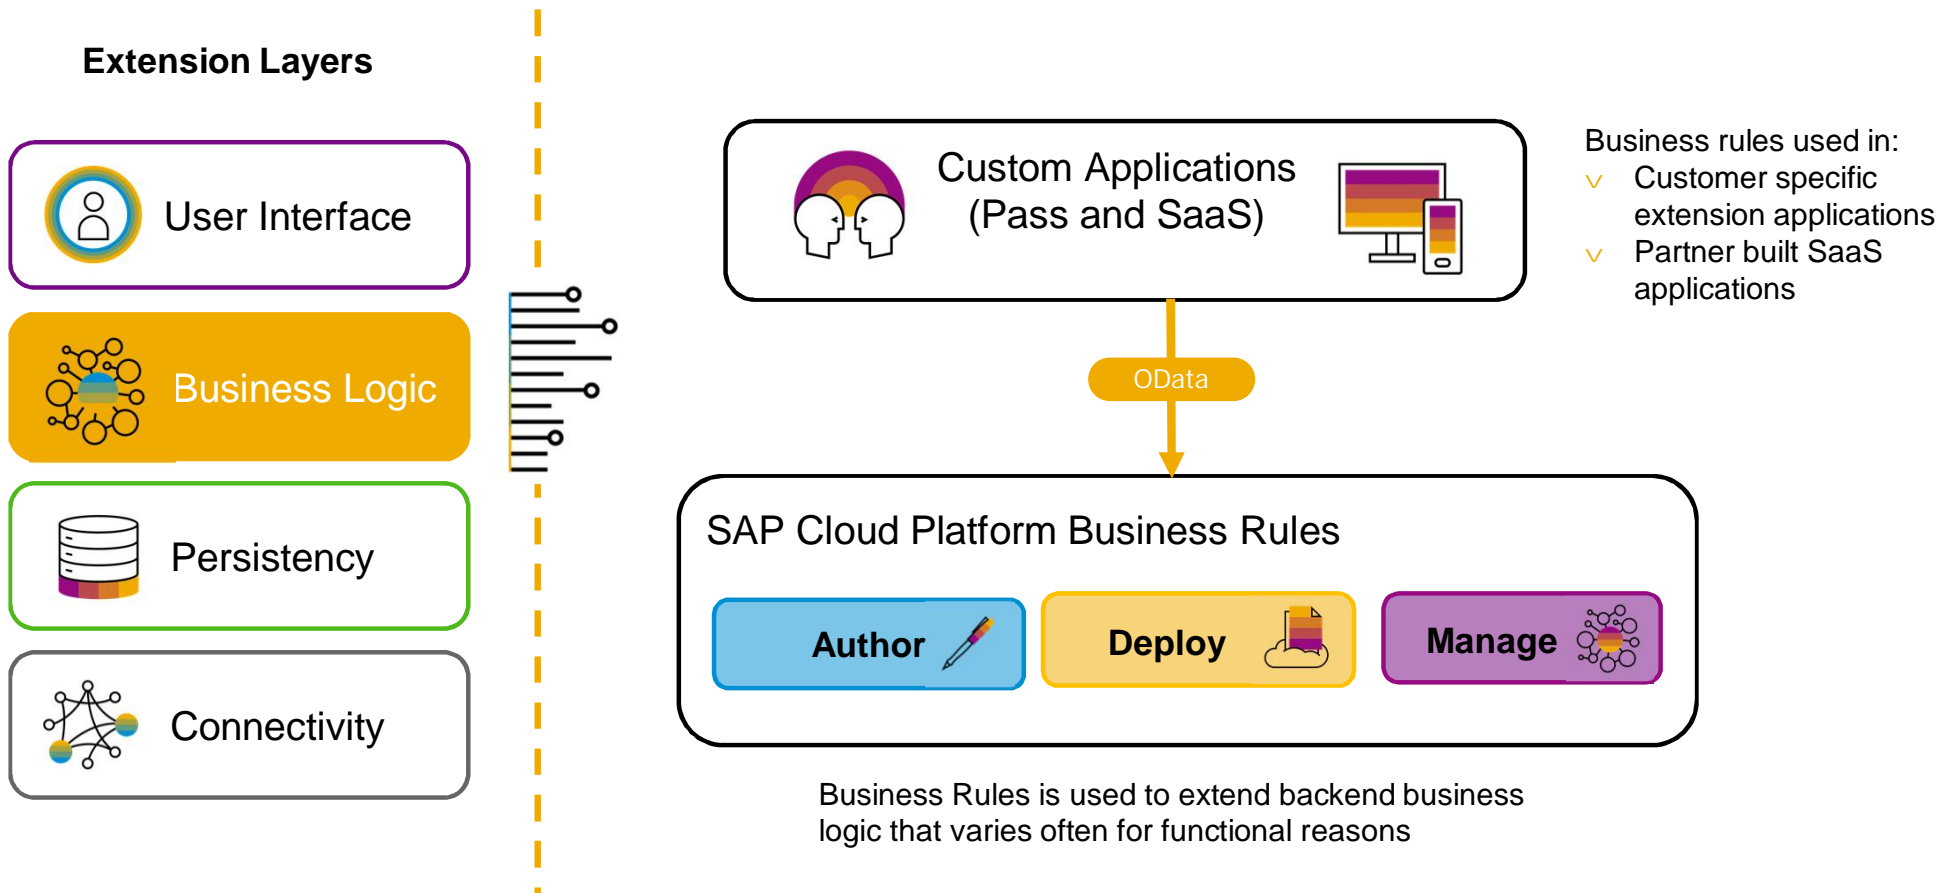 Extension Layers
User Interface
Business Logic
Persistency
Connectivity
Custom Applications
(Pass and SaaS)
Business rules used in:
Customer specific
extension applications
Partner built SaaS
applications
OData
SAP Cloud Platform Business Rules
Author
Deploy
Manage
Business Rules is used to extend backend business
logic that varies often for functional reasons